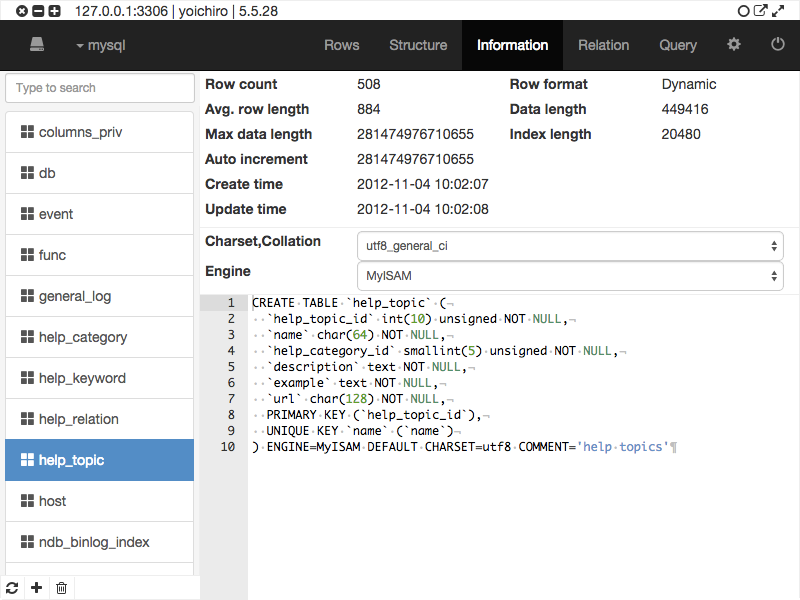 127.0.0.1:3306 | yoichiro | 5.5.28
mysql Rows Structure Information Relation Query
Type to search
columns_priv
db
event
func
general_log
help_category
help_keyword
help_relation
help_topic
host
ndb_binlog_index
Row count 508 Row format Dynamic
Avg. row length 884 Data length 449416
Max data length 281474976710655 Index length 20480
Auto increment 281474976710655
Create time 2012-11-04 10:02:07
Update time 2012-11-04 10:02:08
Charset,Collation utf8_general_ci
Engine MyISAM
1 CREATE·TABLE·`help_topic`·(¬
2 ··`help_topic_id`·int(10)·unsigned·NOT·NULL,¬
3 ··`name`·char(64)·NOT·NULL,¬
4 ··`help_category_id`·smallint(5)·unsigned·NOT·NULL,¬
5 ··`description`·text·NOT·NULL,¬
6 ··`example`·text·NOT·NULL,¬
7 ··`url`·char(128)·NOT·NULL,¬
8 ··PRIMARY·KEY·(`help_topic_id`),¬
9 ··UNIQUE·KEY·`name`·(`name`)¬
10 )·ENGINE=MyISAM·DEFAULT·CHARSET=utf8·COMMENT='help·topics'¶